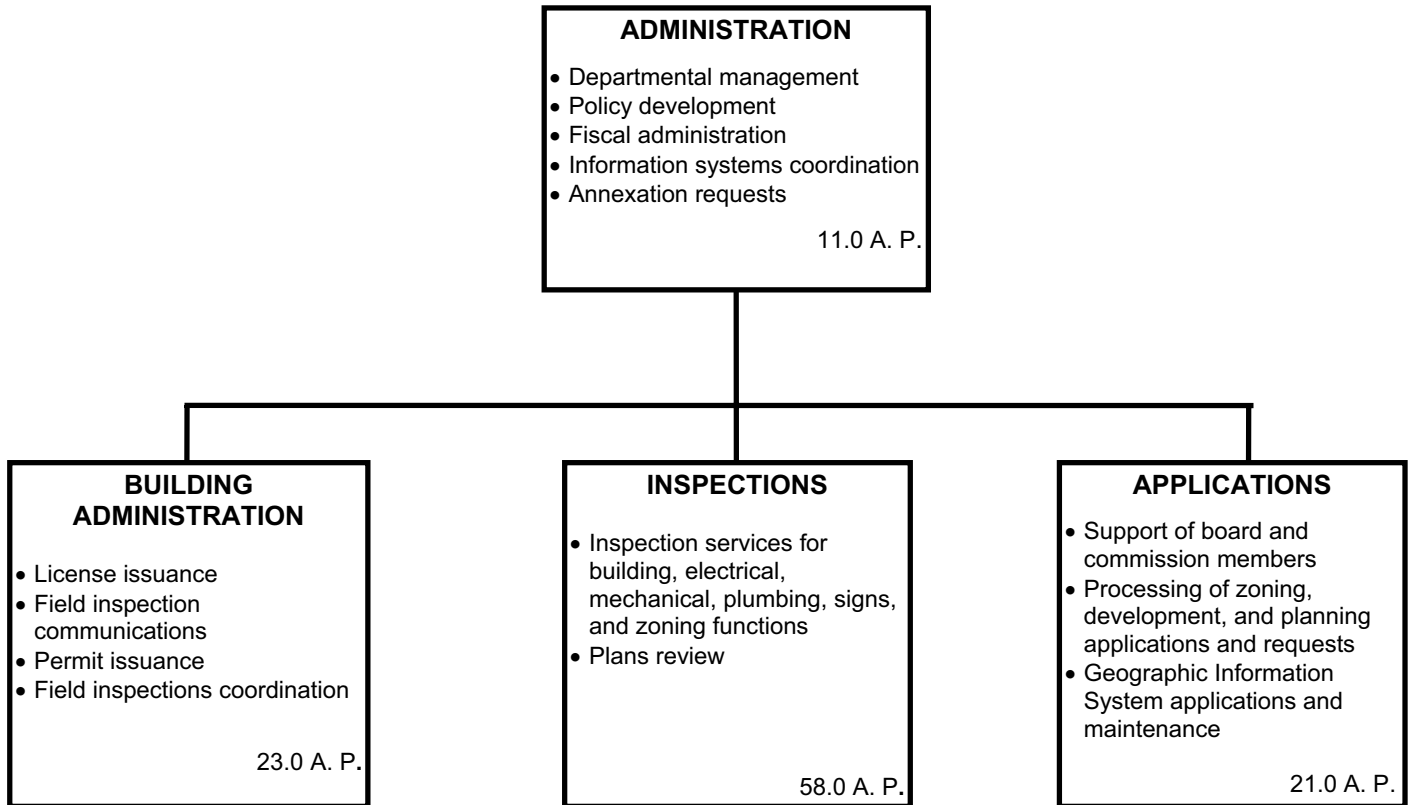 ADMINISTRATION
• Departmental management
• Policy development
• Fiscal administration
• Information systems coordination
• Annexation requests
11.0 A. P.
BUILDING
ADMINISTRATION
• License issuance
• Field inspection
communications
• Permit issuance
• Field inspections coordination
23.0 A. P.
INSPECTIONS
• Inspection services for
building, electrical,
mechanical, plumbing, signs,
and zoning functions
• Plans review
58.0 A. P.
APPLICATIONS
• Support of board and
commission members
• Processing of zoning,
development, and planning
applications and requests
• Geographic Information
System applications and
maintenance
21.0 A. P.